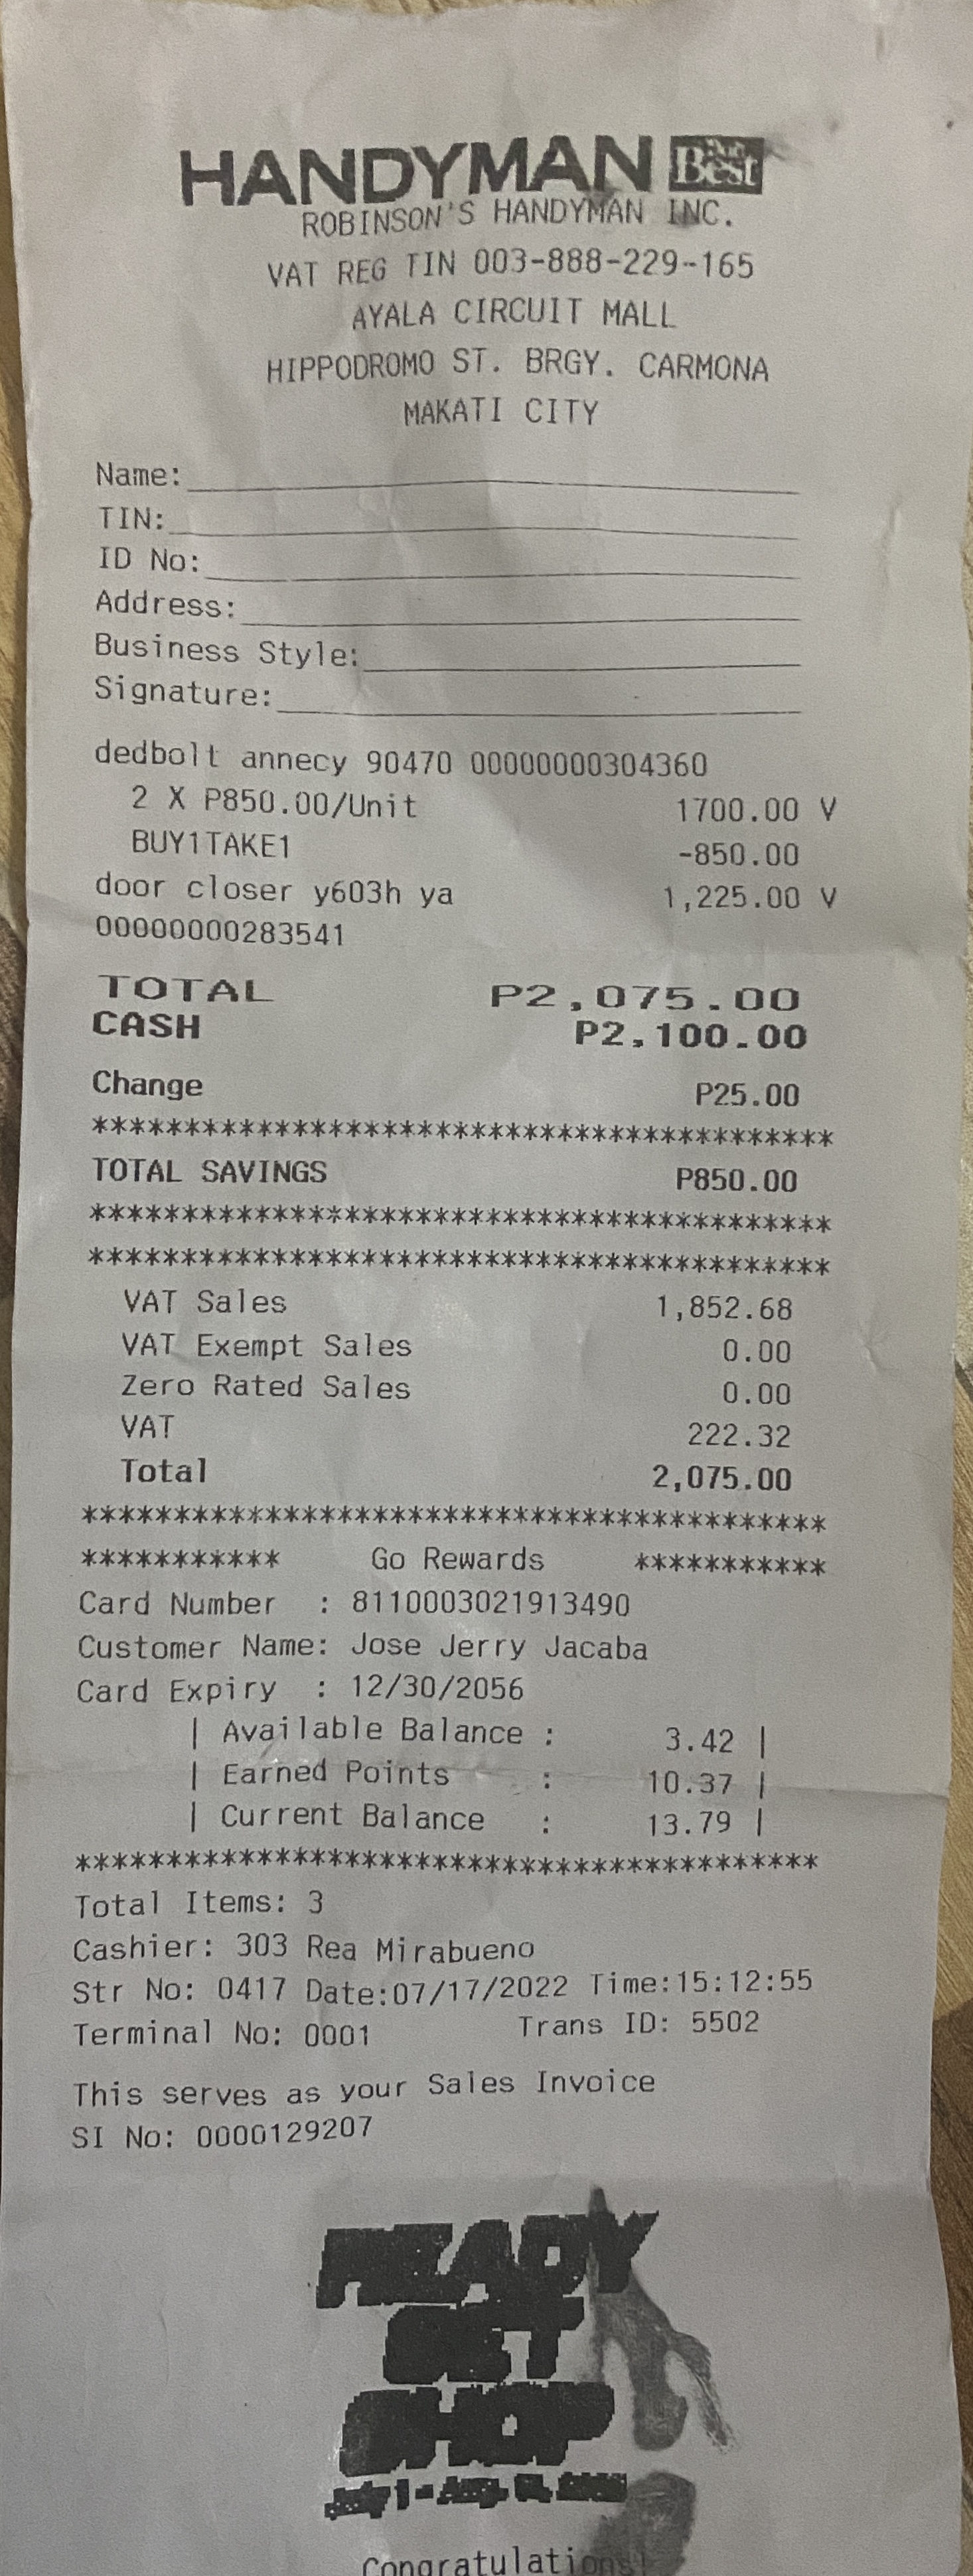 HANDYMAN Do it Best
ROBINSON'S HANDYMAN INC.
VAT REG TIN 003-888-229-165
AYALA CIRCUIT MALL
HIPPODROMO ST. BRGY. CARMONA
MAKATI CITY
Name:
TIN:
ID No:
Address:
Business Style:
Signature:
dedbolt annecy 90470 00000000304360
2 X P850.00/Unit 1700.00 V
BUY1TAKE1 -850.00
door closer y603h ya 1,225.00 V
00000000283541
TOTAL P2,075.00
CASH P2,100.00
Change P25.00
*****************************************
TOTAL SAVINGS P850.00
*****************************************
*****************************************
VAT Sales 1,852.68
VAT Exempt Sales 0.00
Zero Rated Sales 0.00
VAT 222.32
Total 2,075.00
*****************************************
*********** Go Rewards ***********
Card Number : 8110003021913490
Customer Name: Jose Jerry Jacaba
Card Expiry : 12/30/2056
| Available Balance : 3.42 |
| Earned Points : 10.37 |
| Current Balance : 13.79 |
*****************************************
Total Items: 3
Cashier: 303 Rea Mirabueno
Str No: 0417 Date:07/17/2022 Time:15:12:55
Terminal No: 0001 Trans ID: 5502
This serves as your Sales Invoice
SI No: 0000129207
READY
SET
SHOP
July 1 - Aug.
Congratulations!